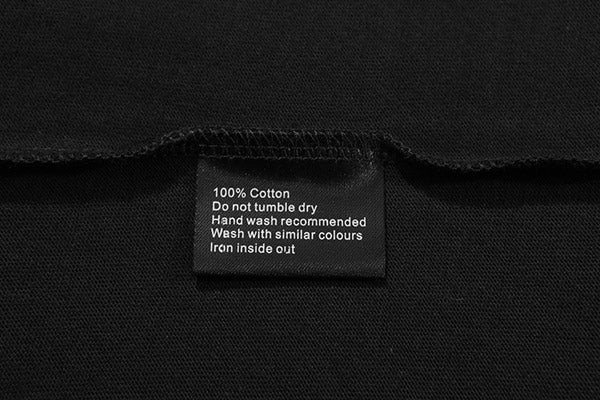 100% Cotton
Do not tumble dry
Hand wash recommended
Wash with similar colours
Iron inside out